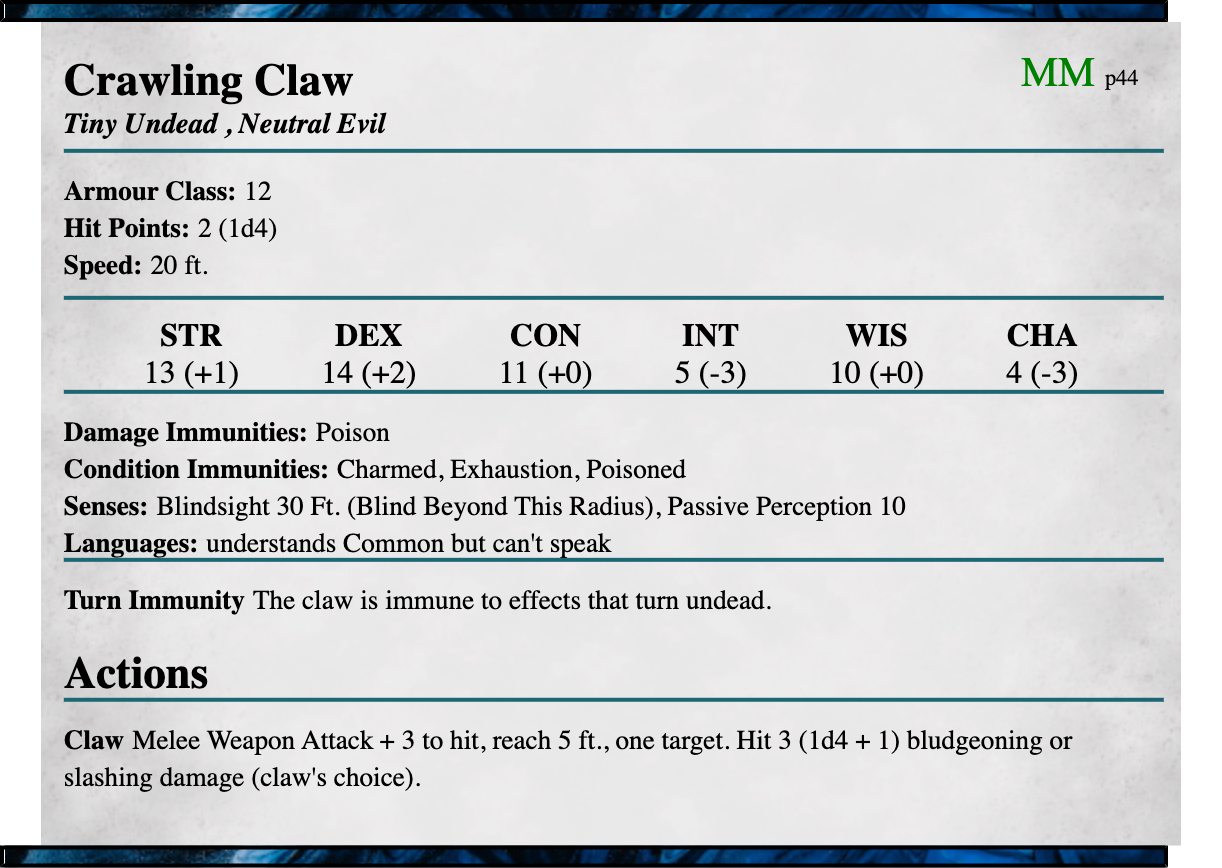 Crawling Claw
MM p44
Tiny Undead , Neutral Evil
Armour Class: 12
Hit Points: 2 (1d4)
Speed: 20 ft.
STR DEX CON INT WIS CHA
13 (+1) 14 (+2) 11 (+0) 5 (-3) 10 (+0) 4 (-3)
Damage Immunities: Poison
Condition Immunities: Charmed, Exhaustion, Poisoned
Senses: Blindsight 30 Ft. (Blind Beyond This Radius), Passive Perception 10
Languages: understands Common but can't speak
Turn Immunity The claw is immune to effects that turn undead.
Actions
Claw Melee Weapon Attack + 3 to hit, reach 5 ft., one target. Hit 3 (1d4 + 1) bludgeoning or
slashing damage (claw's choice).